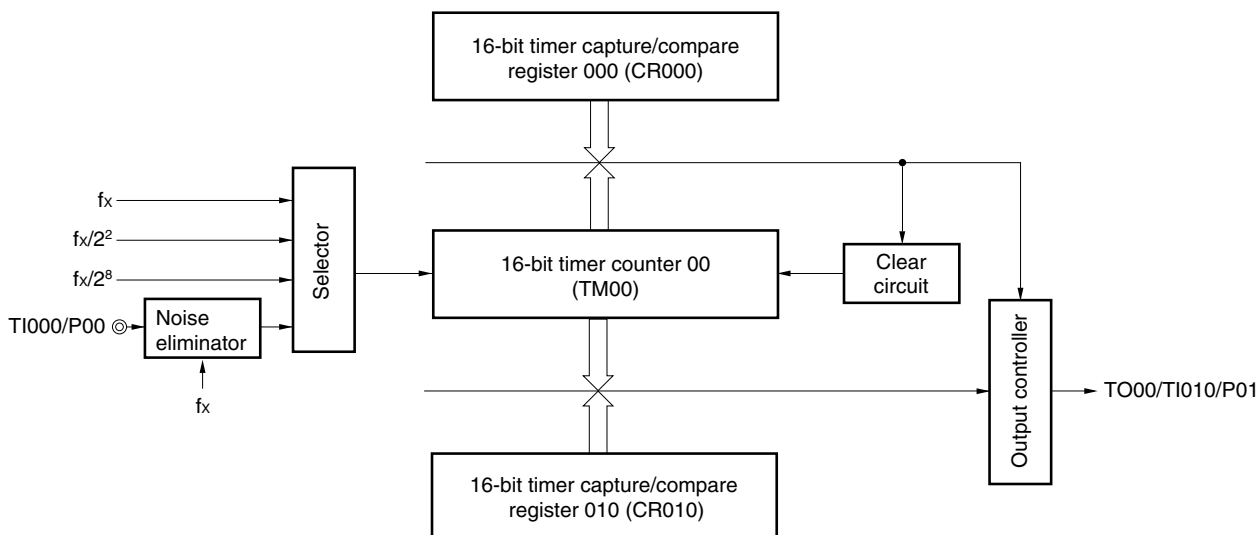 16-bit timer capture/compare
register 000 (CR000)
fx
fx/2²
fx/2⁸
TI000/P00
Noise
eliminator
fx
Selector
16-bit timer counter 00
(TM00)
Clear
circuit
Output controller
TO00/TI010/P01
16-bit timer capture/compare
register 010 (CR010)